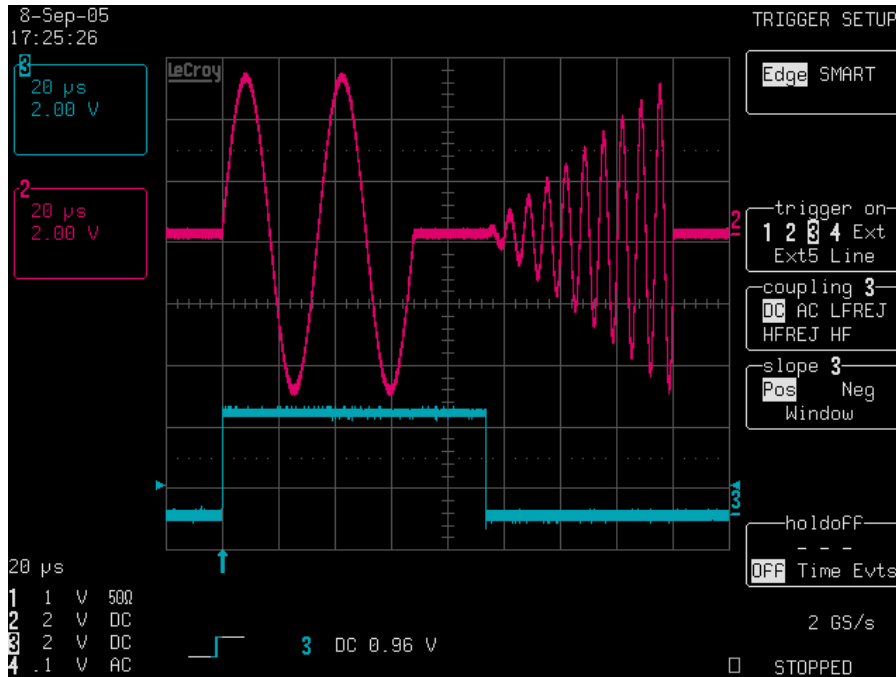 8-Sep-05
17:25:26
3
20 µs
2.00 V
2
20 µs
2.00 V
LeCroy
2
3
TRIGGER SETUP
Edge SMART
trigger on
1 2 3 4 Ext
Ext5 Line
coupling 3
DC AC LFREJ
HFREJ HF
slope 3
Pos Neg
Window
holdoff
- - -
OFF Time Evts
20 µs
1 1 V 50Ω
2 2 V DC
3 2 V DC
4 .1 V AC
3 DC 0.96 V
2 GS/s
STOPPED